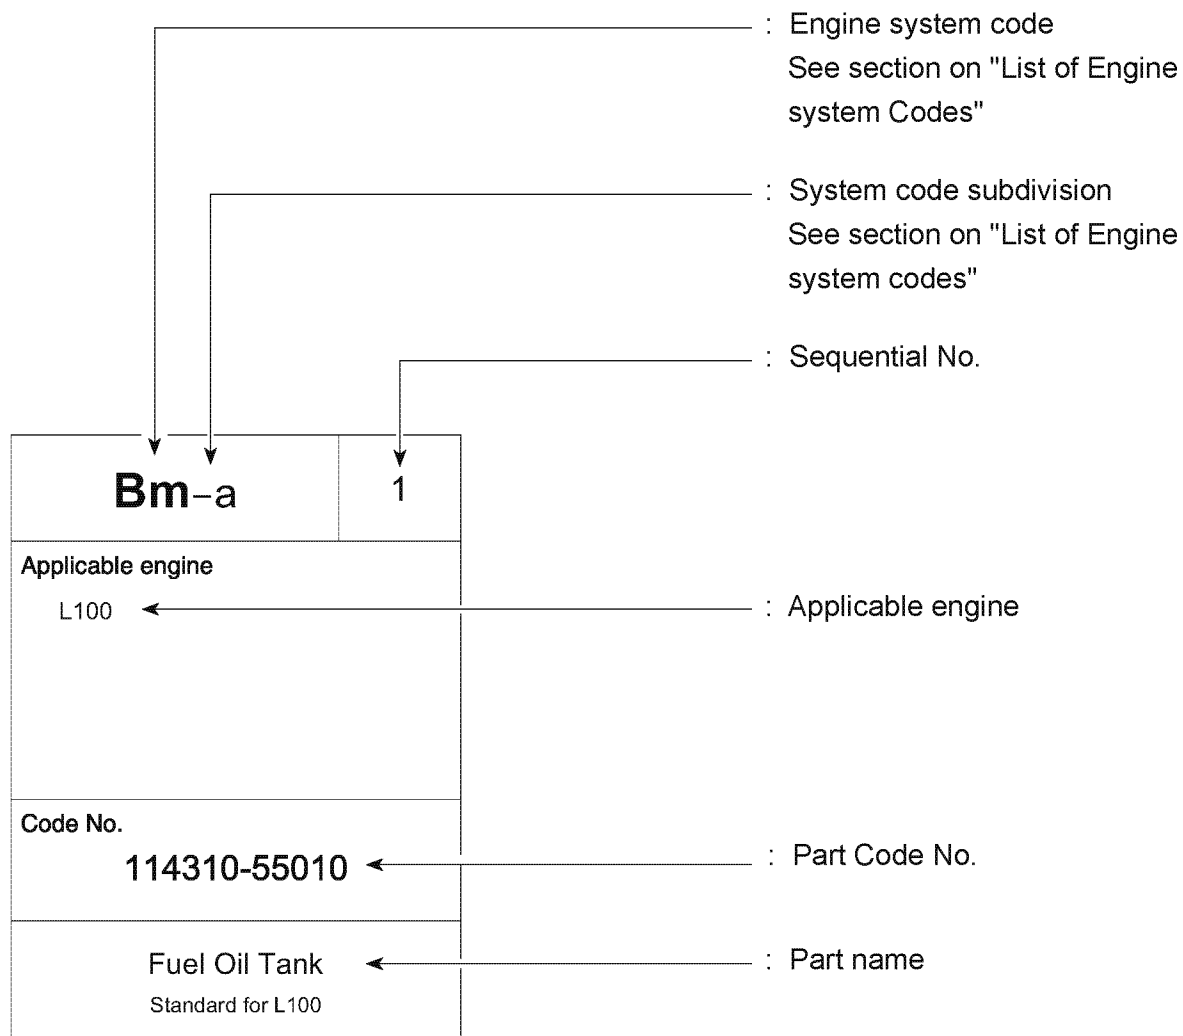 : Engine system code
See section on "List of Engine
system Codes"
: System code subdivision
See section on "List of Engine
system codes"
: Sequential No.
Bm-a 1
Applicable engine
L100 : Applicable engine
Code No.
114310-55010 : Part Code No.
Fuel Oil Tank : Part name
Standard for L100